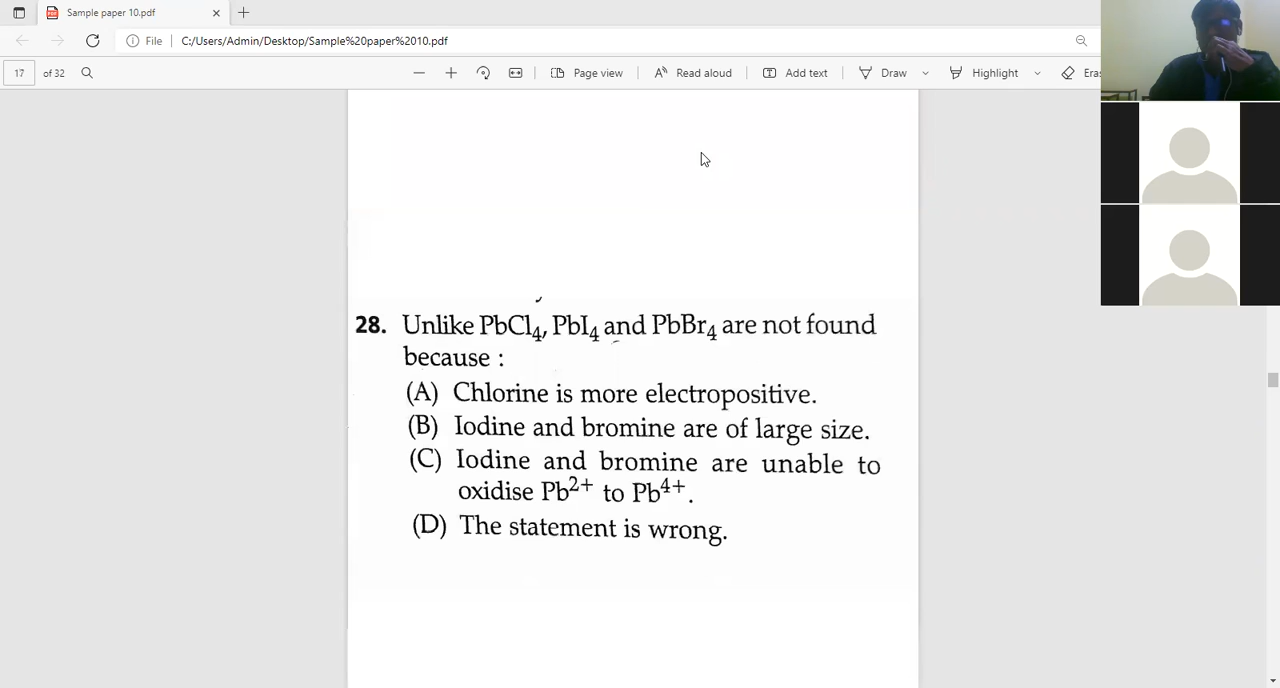 Sample paper 10.pdf
File | C:/Users/Admin/Desktop/Sample%20paper%2010.pdf
17 of 32 Page view Read aloud Add text Draw Highlight Eras
28. Unlike PbCl₄, PbI₄ and PbBr₄ are not found
because :
(A) Chlorine is more electropositive.
(B) Iodine and bromine are of large size.
(C) Iodine and bromine are unable to
oxidise Pb²⁺ to Pb⁴⁺.
(D) The statement is wrong.